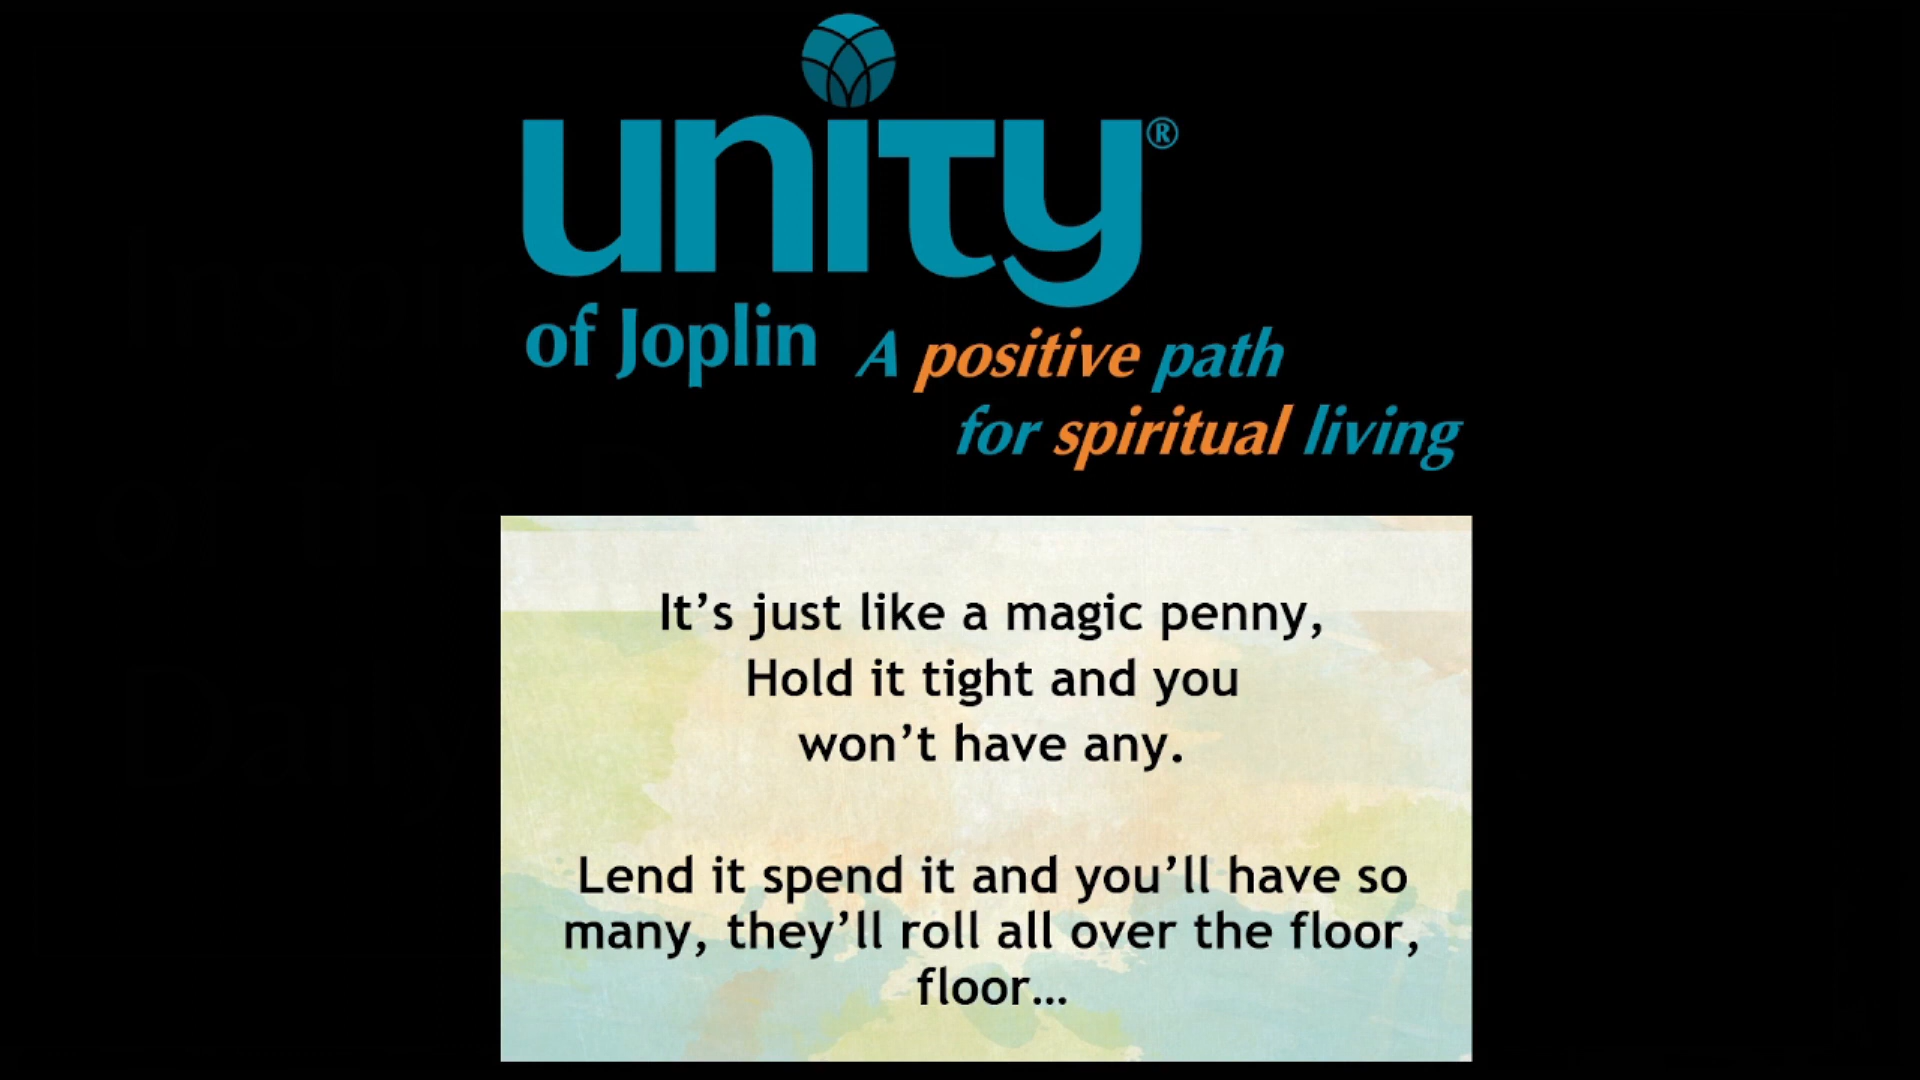 unity®
of Joplin
A positive path
for spiritual living
It’s just like a magic penny,
Hold it tight and you
won’t have any.
Lend it spend it and you’ll have so
many, they’ll roll all over the floor,
floor…